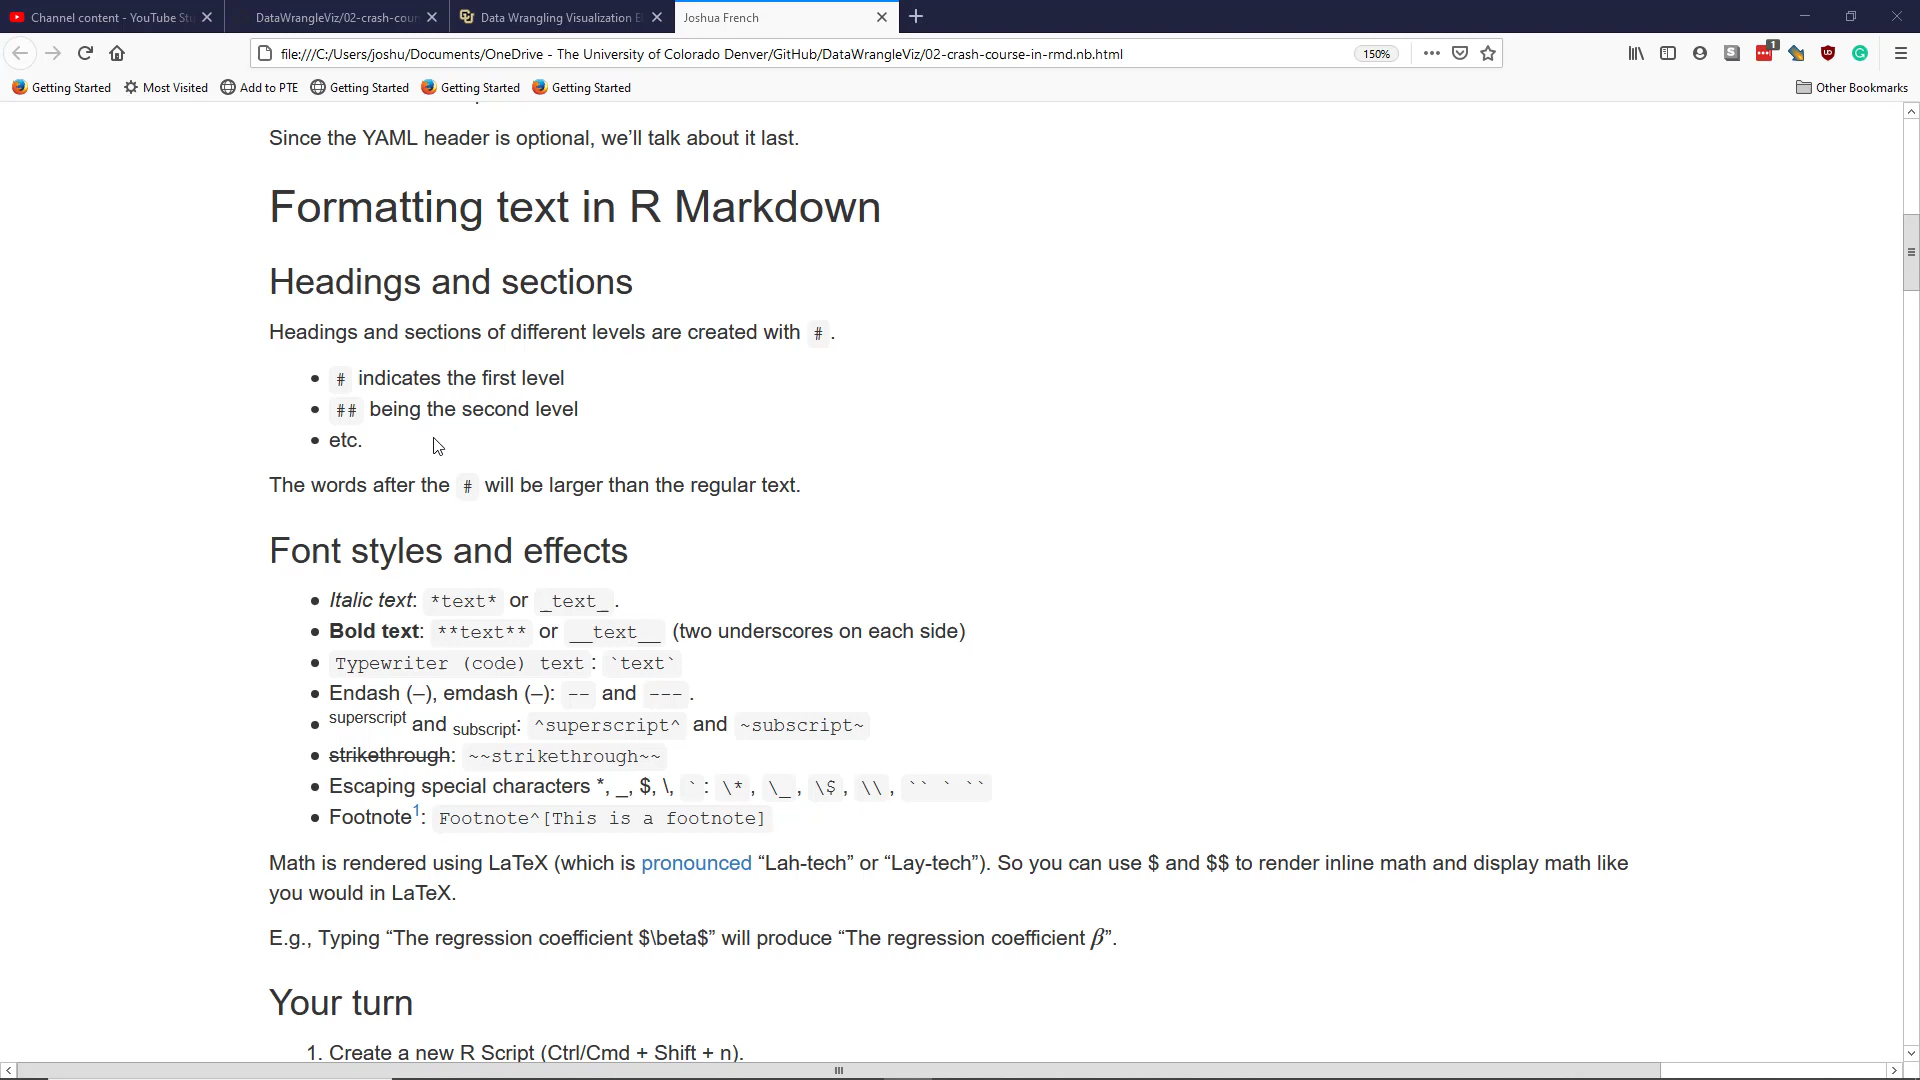 Channel content - YouTube St
DataWrangleViz/02-crash-cour
Data Wrangling Visualization E
Joshua French
file:///C:/Users/joshu/Documents/OneDrive - The University of Colorado Denver/GitHub/DataWrangleViz/02-crash-course-in-rmd.nb.html
150%
1
Getting Started
Most Visited
Add to PTE
Getting Started
Getting Started
Getting Started
Other Bookmarks
Since the YAML header is optional, we’ll talk about it last.
Formatting text in R Markdown
Headings and sections
Headings and sections of different levels are created with #.
• # indicates the first level
• ## being the second level
• etc.
The words after the # will be larger than the regular text.
Font styles and effects
• Italic text: *text* or _text_.
• Bold text: **text** or __text__ (two underscores on each side)
• Typewriter (code) text: `text`
• Endash (–), emdash (–): -- and ---.
• superscript and subscript: ^superscript^ and ~subscript~
• strikethrough: ~~strikethrough~~
• Escaping special characters *, _, $, \, `: \*, \_, \$, \\, `` ` ``
• Footnote1: Footnote^[This is a footnote]
Math is rendered using LaTeX (which is pronounced “Lah-tech” or “Lay-tech”). So you can use $ and $$ to render inline math and display math like
you would in LaTeX.
E.g., Typing “The regression coefficient $\beta$” will produce “The regression coefficient β”.
Your turn
1. Create a new R Script (Ctrl/Cmd + Shift + n).